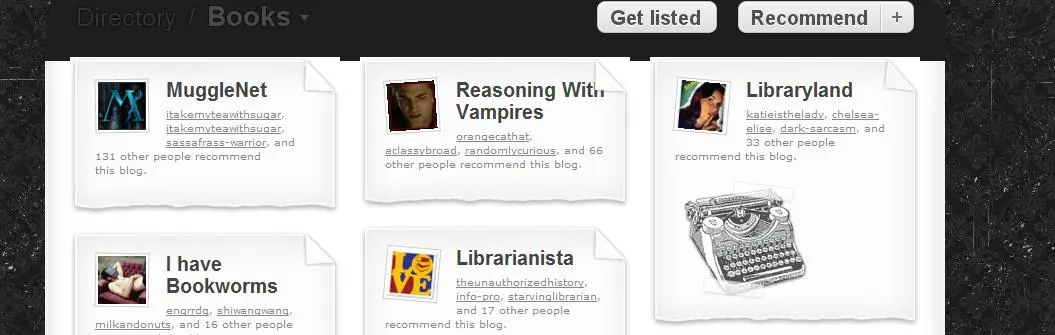 Directory / Books
Get listed
Recommend +
MuggleNet
itakemyteawithsugar,
itakemyteawithsugar,
sassafrass-warrior, and
131 other people recommend
this blog.
Reasoning With
Vampires
orangecathat,
aclassybroad, randomlycurious, and 66
other people recommend this blog.
Libraryland
katieisthelady, chelsea-
elise, dark-sarcasm, and
33 other people
recommend this blog.
I have
Bookworms
engrrdq, shiwangwang,
milkandonuts, and 16 other people
Librarianista
theunauthorizedhistory,
info-pro, starvinglibrarian,
and 17 other people
recommend this blog.
LOVE